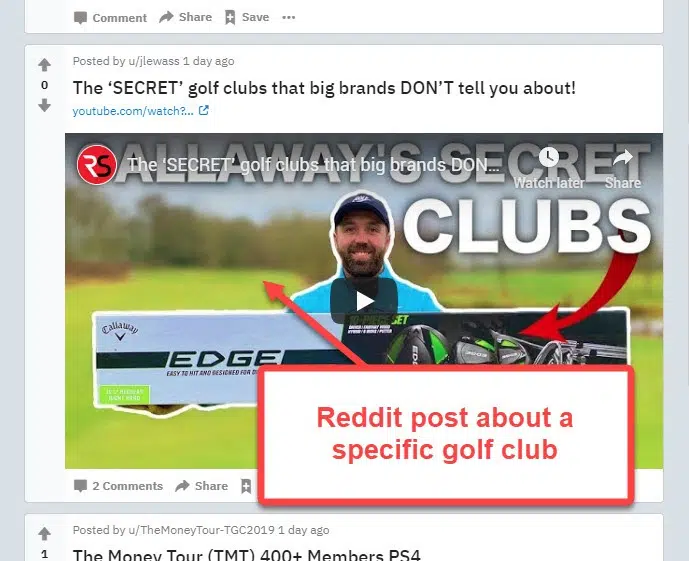 Comment Share Save
Posted by u/jlewass 1 day ago
0
The ‘SECRET’ golf clubs that big brands DON’T tell you about!
youtube.com/watch?...
ALLAWAY'S SECRET
RS The ‘SECRET’ golf clubs that big brands DON...
Watch later Share
CLUBS
Callaway
10-PIECE SET
EDGE
EASY TO HIT AND DESIGNED FOR
Reddit post about a
specific golf club
2 Comments Share
Posted by u/TheMoneyTour-TGC2019 1 day ago
1
The Money Tour (TMT) 400+ Members PS4